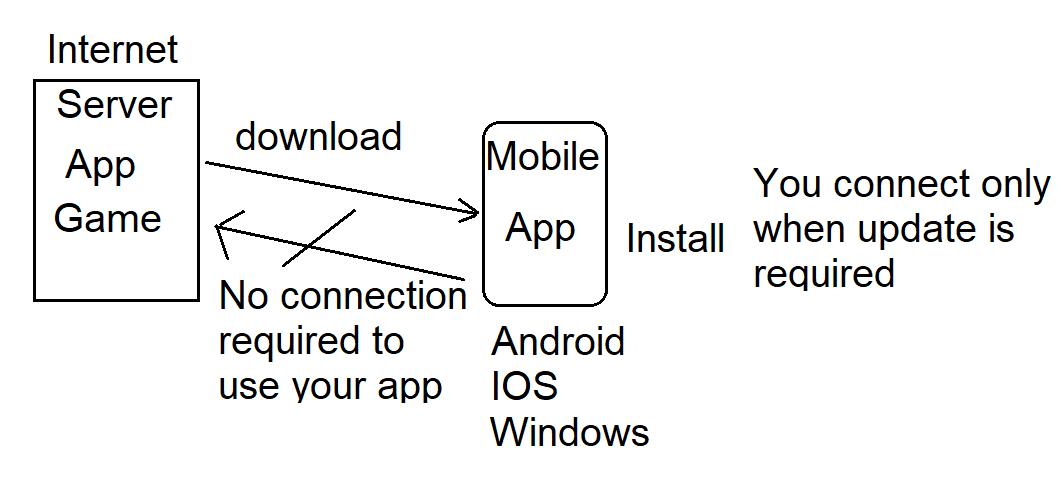 Internet
Server
App
Game
download
Mobile
App
Install
You connect only
when update is
required
No connection
required to
use your app
Android
IOS
Windows